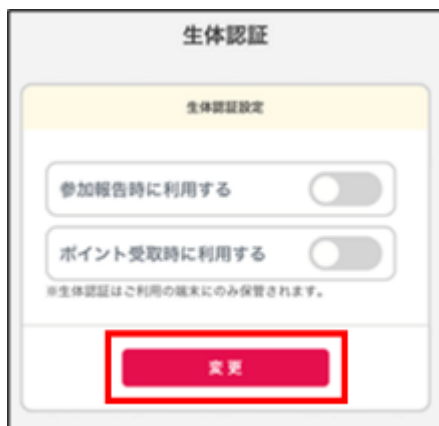 生体認証
生体認証設定
参加報告時に利用する
ポイント受取時に利用する
※生体認証はご利用の端末にのみ保管されます。
変更